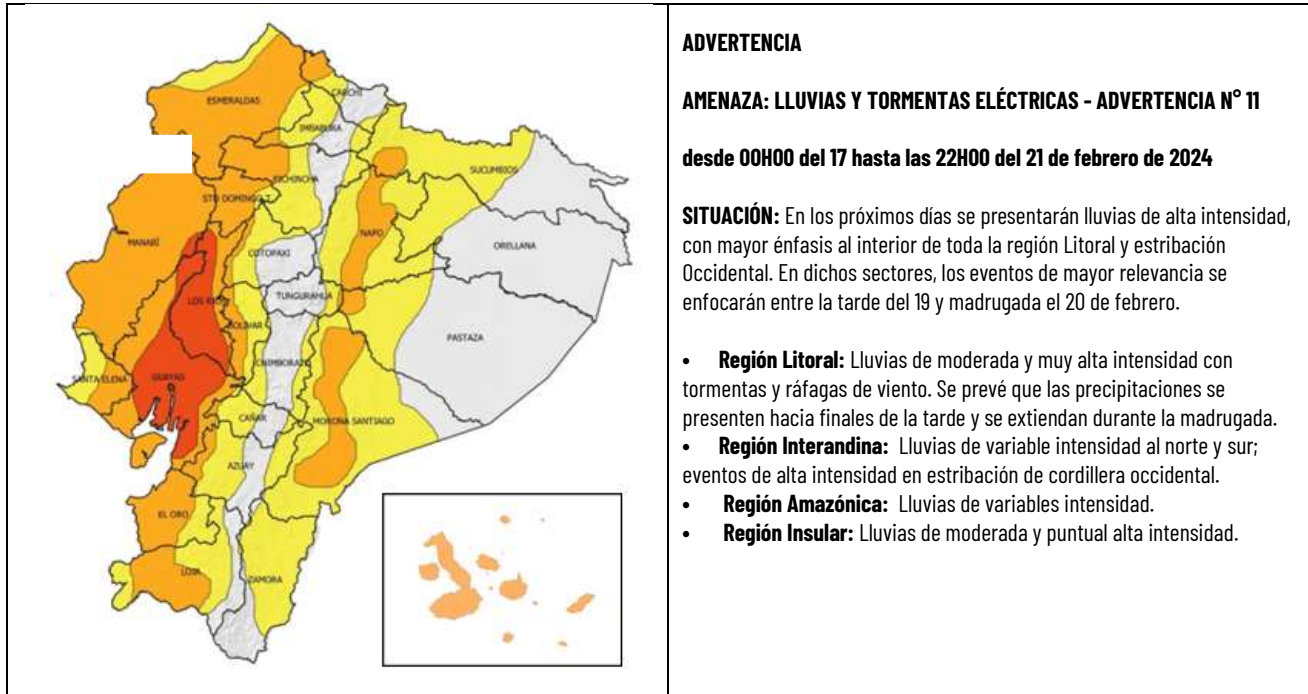 ESMERALDAS
CARCHI
IMBABURA
SUCUMBIOS
PICHINCHA
STO DOMINGO T.
NAPO
ORELLANA
MANABÍ
COTOPAXI
LOS RIOS
TUNGURAHUA
BOLIVAR
PASTAZA
CHIMBORAZO
SANTA ELENA
GUAYAS
CAÑAR
MORONA SANTIAGO
AZUAY
EL ORO
LOJA
ZAMORA
ADVERTENCIA
AMENAZA: LLUVIAS Y TORMENTAS ELÉCTRICAS - ADVERTENCIA N° 11
desde 00H00 del 17 hasta las 22H00 del 21 de febrero de 2024
SITUACIÓN: En los próximos días se presentarán lluvias de alta intensidad,
con mayor énfasis al interior de toda la región Litoral y estribación
Occidental. En dichos sectores, los eventos de mayor relevancia se
enfocarán entre la tarde del 19 y madrugada el 20 de febrero.
• Región Litoral: Lluvias de moderada y muy alta intensidad con
tormentas y ráfagas de viento. Se prevé que las precipitaciones se
presenten hacia finales de la tarde y se extiendan durante la madrugada.
• Región Interandina: Lluvias de variable intensidad al norte y sur;
eventos de alta intensidad en estribación de cordillera occidental.
• Región Amazónica: Lluvias de variables intensidad.
• Región Insular: Lluvias de moderada y puntual alta intensidad.